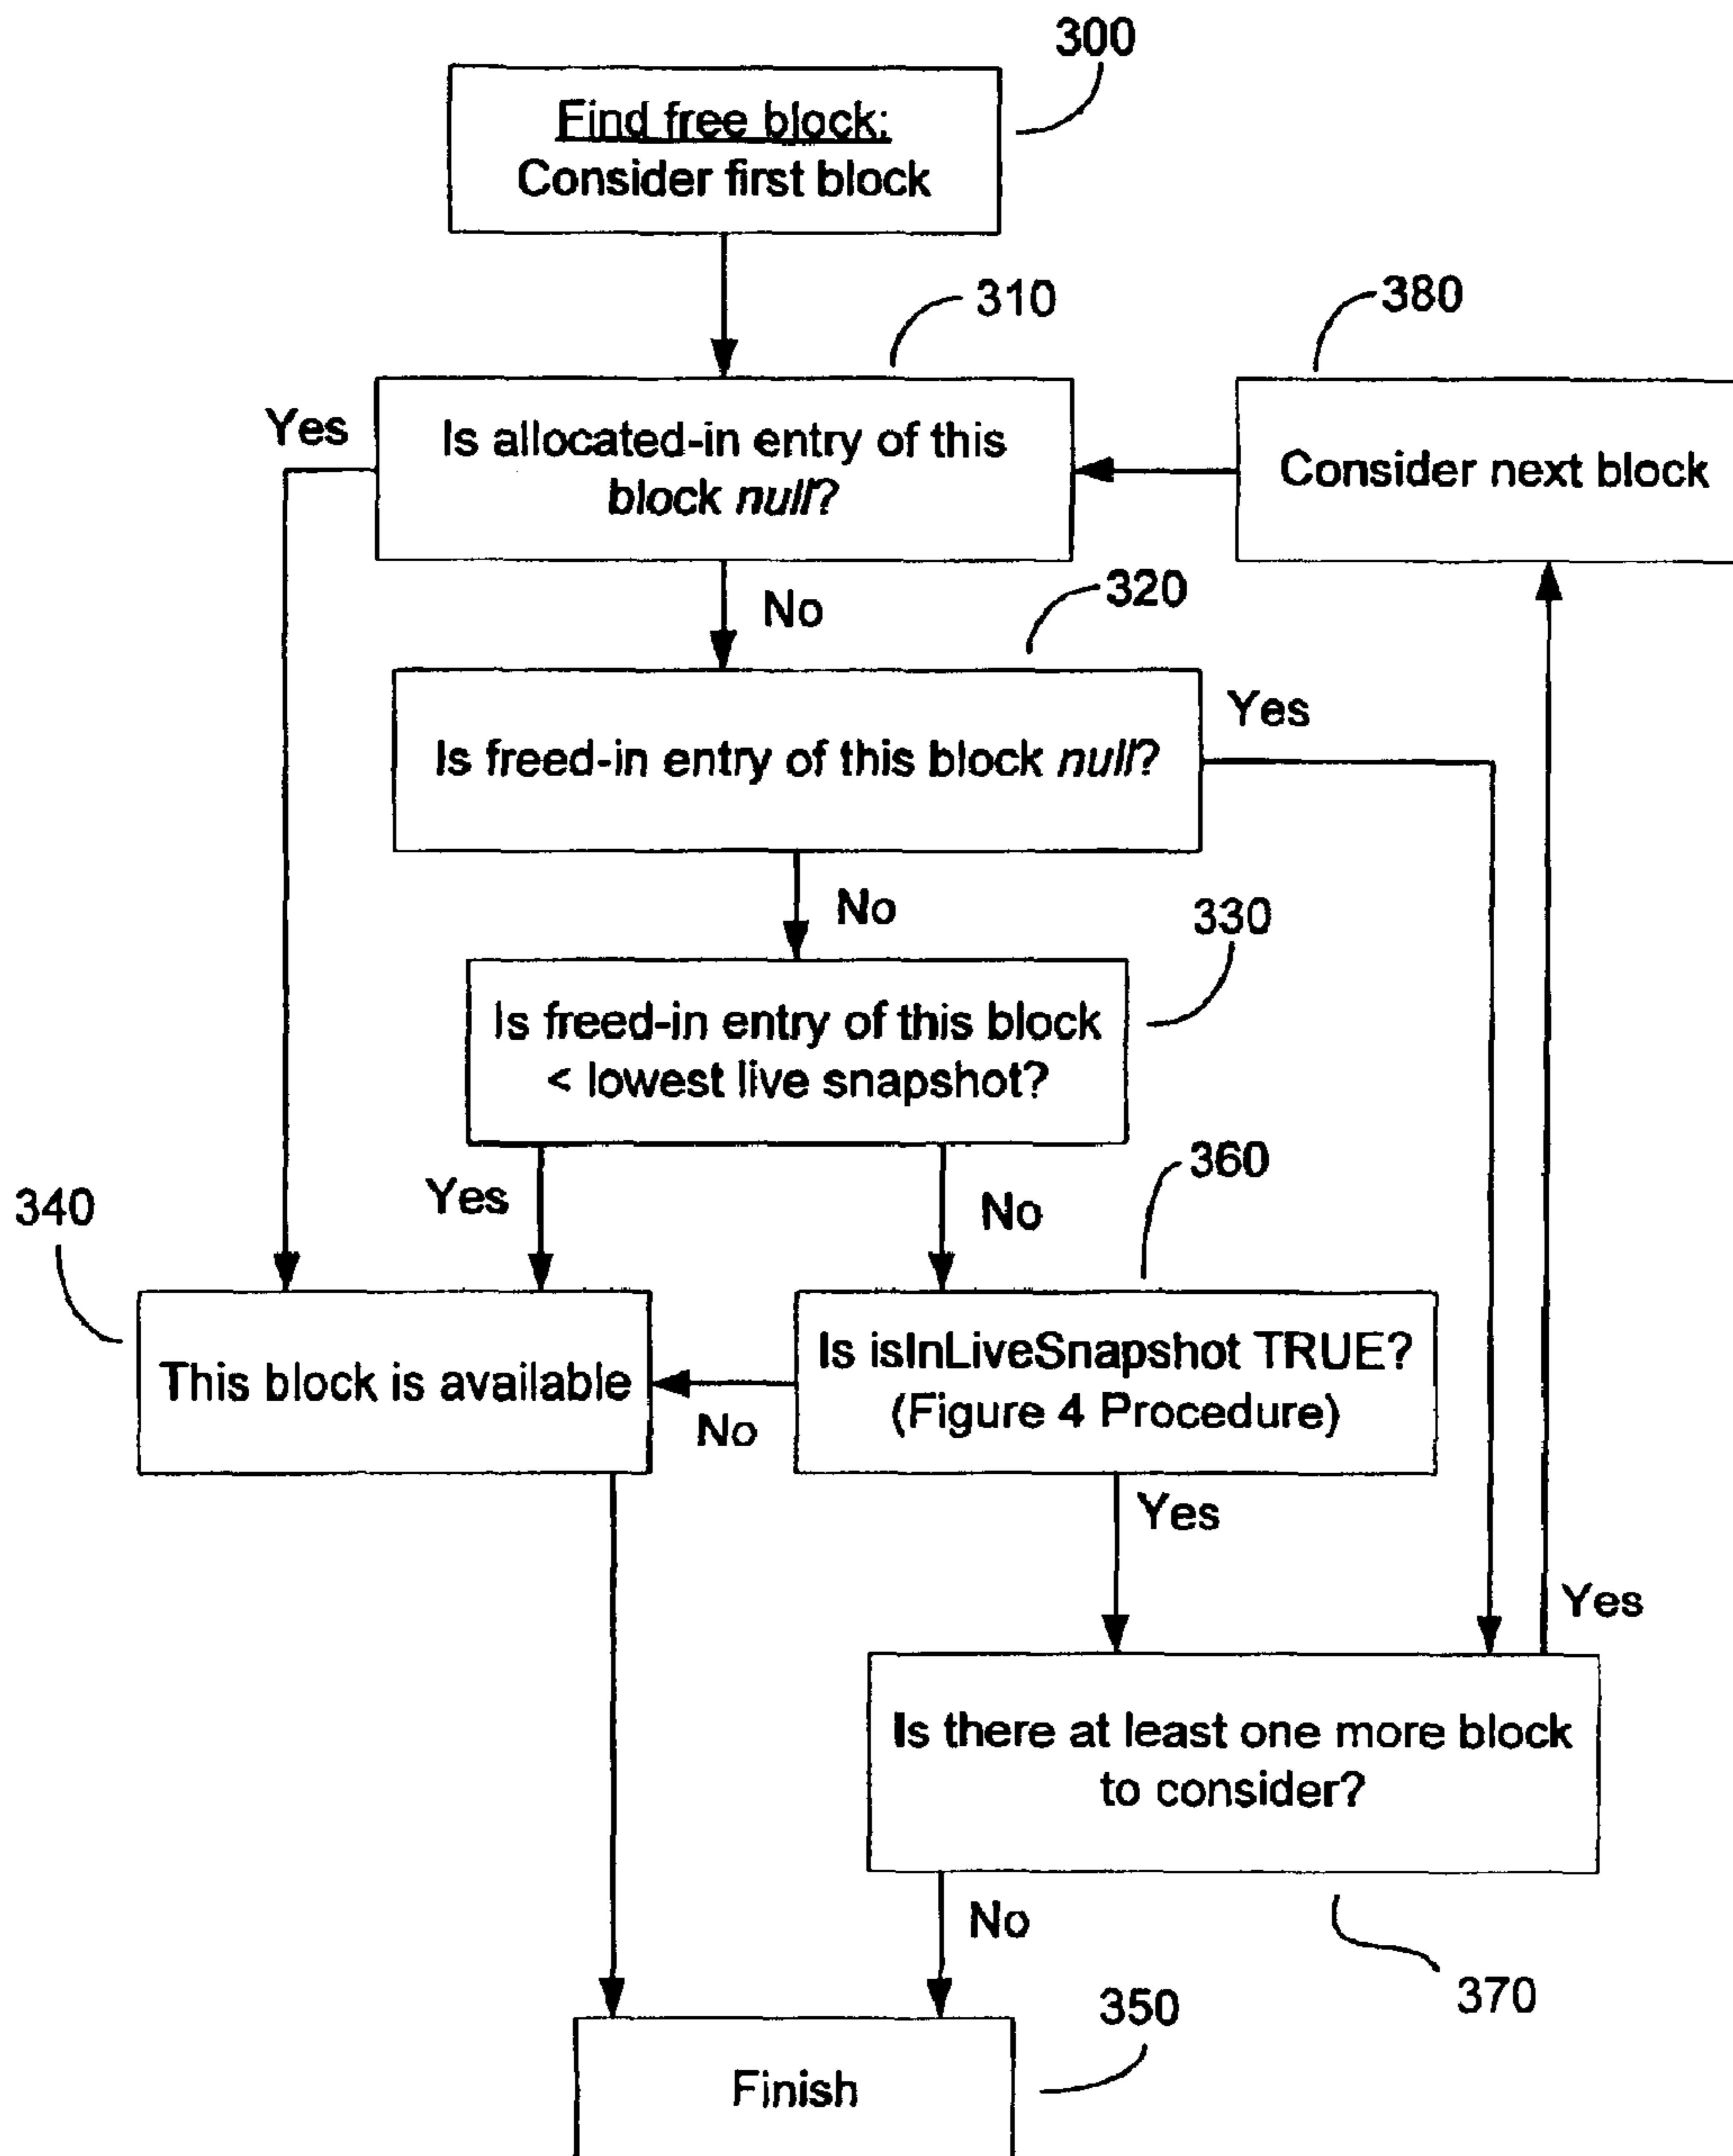 300
Find free block:
Consider first block
310
380
Yes
Is allocated-in entry of this
block null?
Consider next block
No
320
Is freed-in entry of this block null?
Yes
No
330
Is freed-in entry of this block
< lowest live snapshot?
360
Yes
No
340
This block is available
Is isInLiveSnapshot TRUE?
(Figure 4 Procedure)
No
Yes
Yes
Is there at least one more block
to consider?
No
370
350
Finish